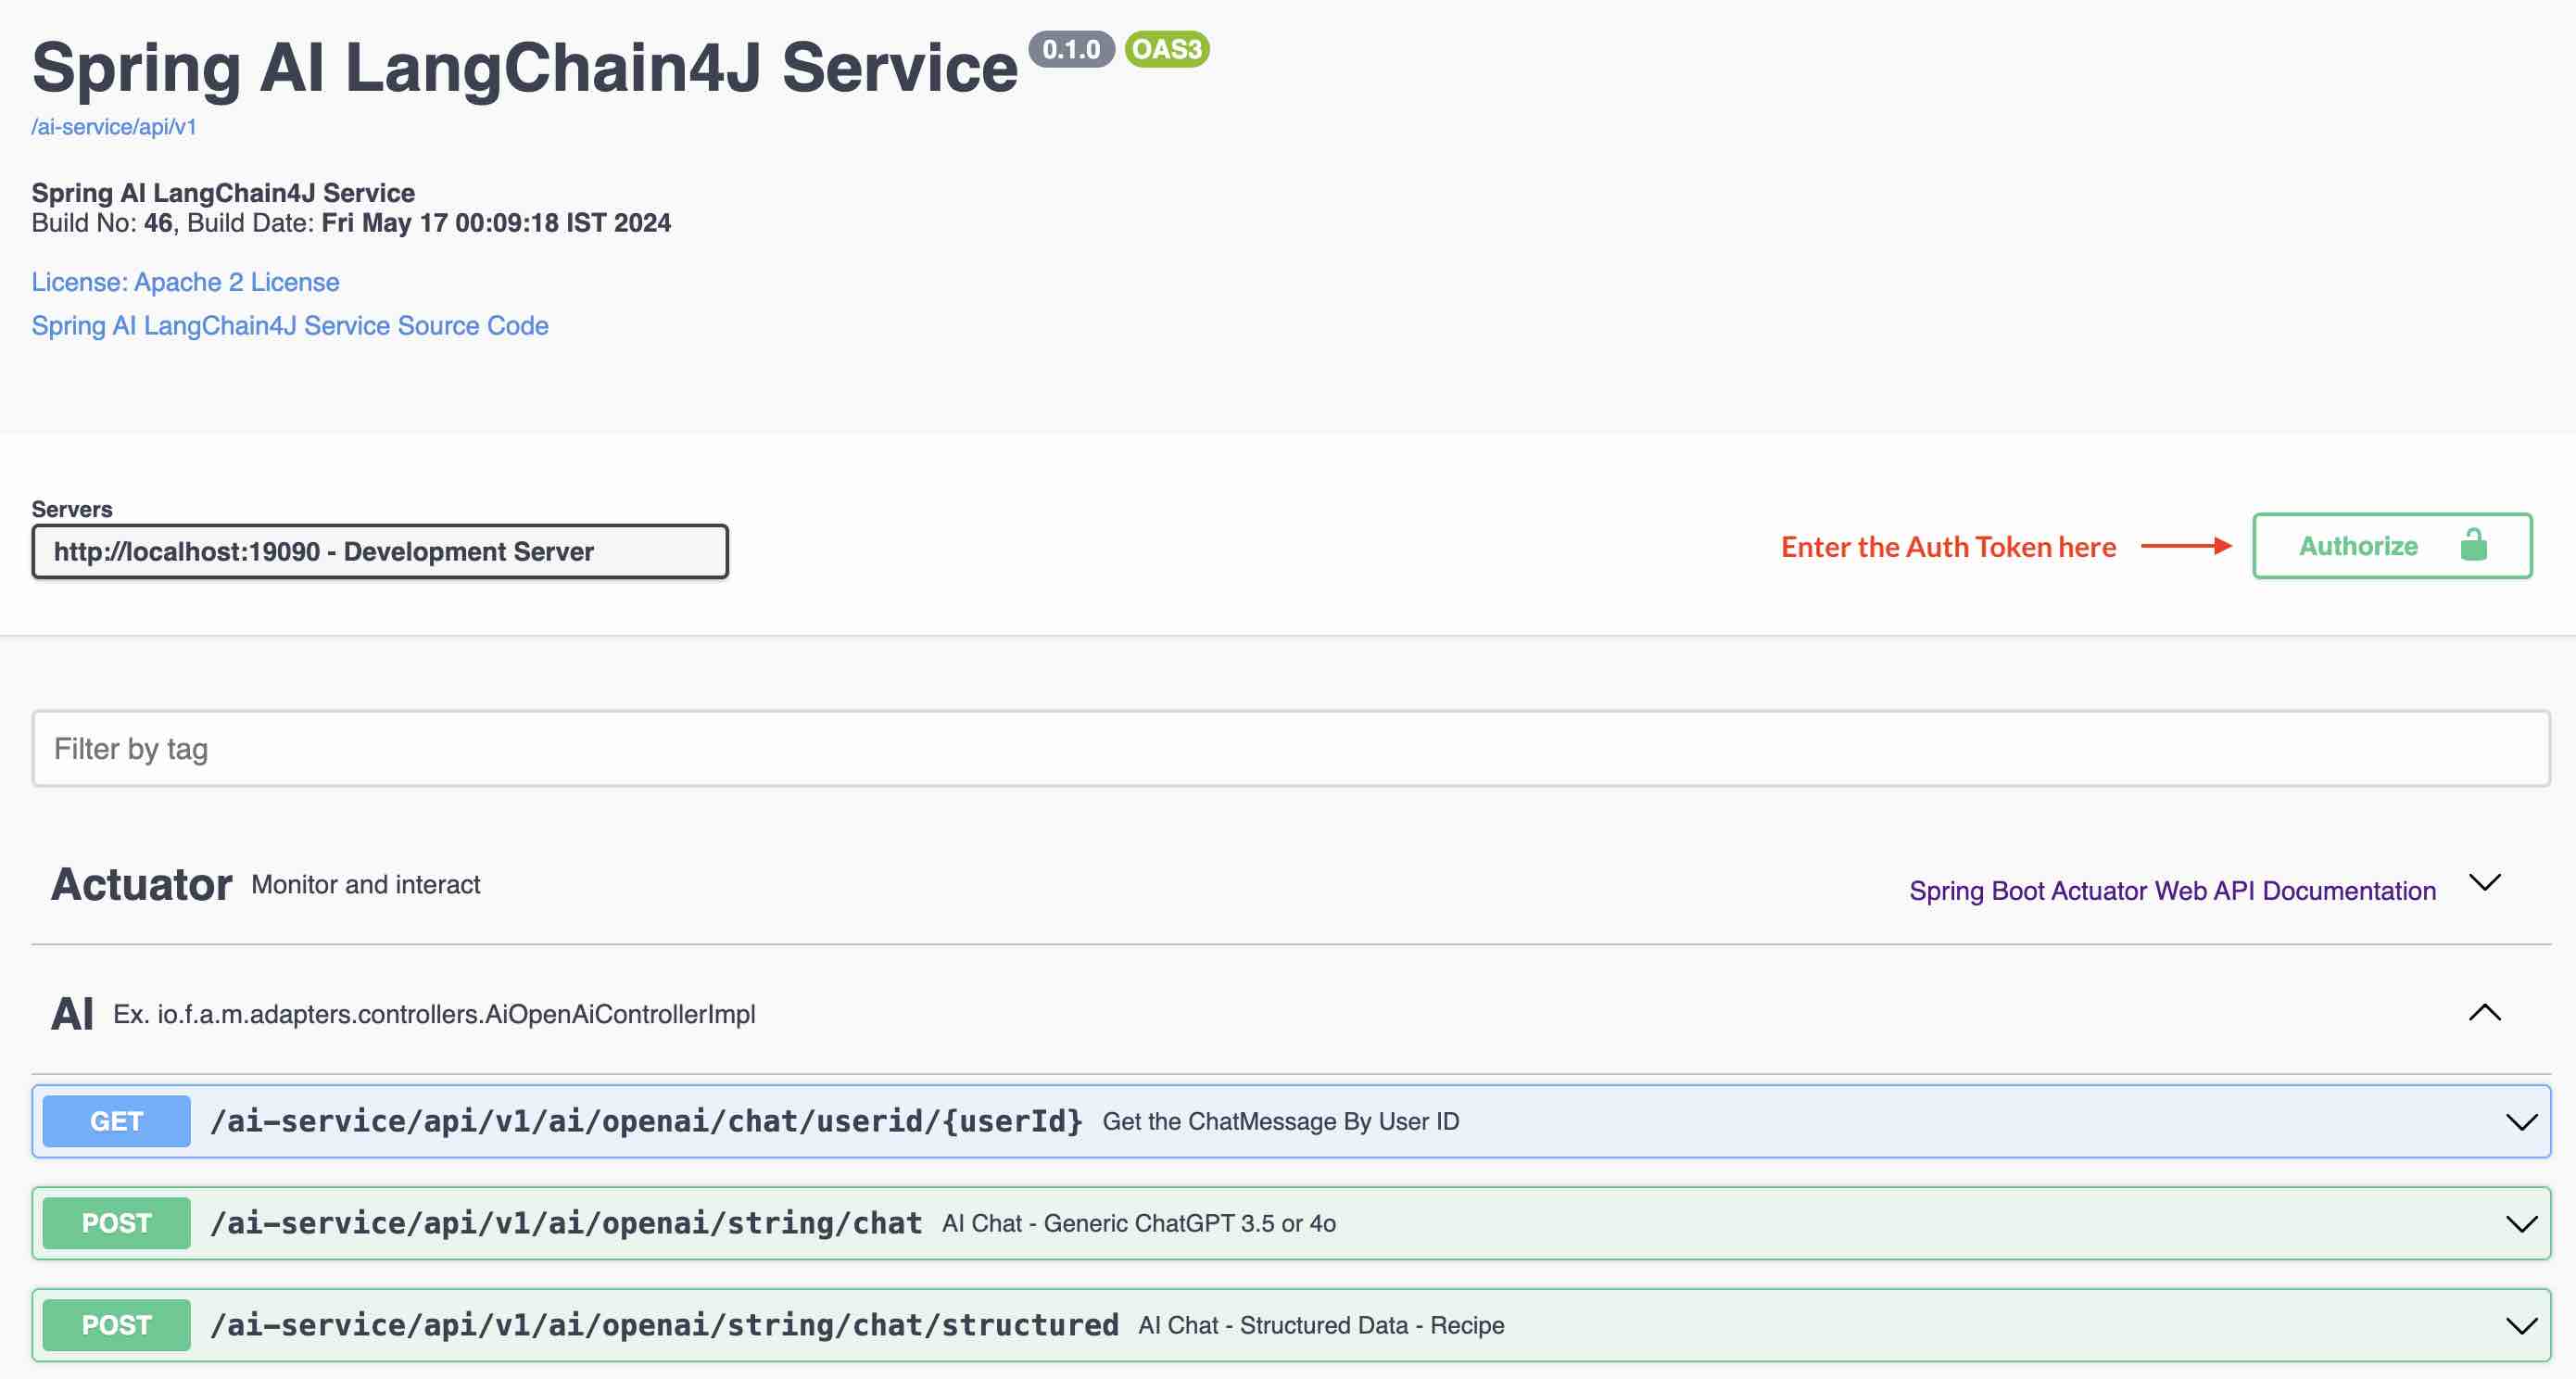 Spring AI LangChain4J Service 0.1.0 OAS3
/ai-service/api/v1
Spring AI LangChain4J Service
Build No: 46, Build Date: Fri May 17 00:09:18 IST 2024
License: Apache 2 License
Spring AI LangChain4J Service Source Code
Servers
http://localhost:19090 - Development Server
Enter the Auth Token here
Authorize
Filter by tag
Actuator Monitor and interact
Spring Boot Actuator Web API Documentation
AI Ex. io.f.a.m.adapters.controllers.AiOpenAiControllerImpl
GET /ai-service/api/v1/ai/openai/chat/userid/{userId} Get the ChatMessage By User ID
POST /ai-service/api/v1/ai/openai/string/chat AI Chat - Generic ChatGPT 3.5 or 4o
POST /ai-service/api/v1/ai/openai/string/chat/structured AI Chat - Structured Data - Recipe